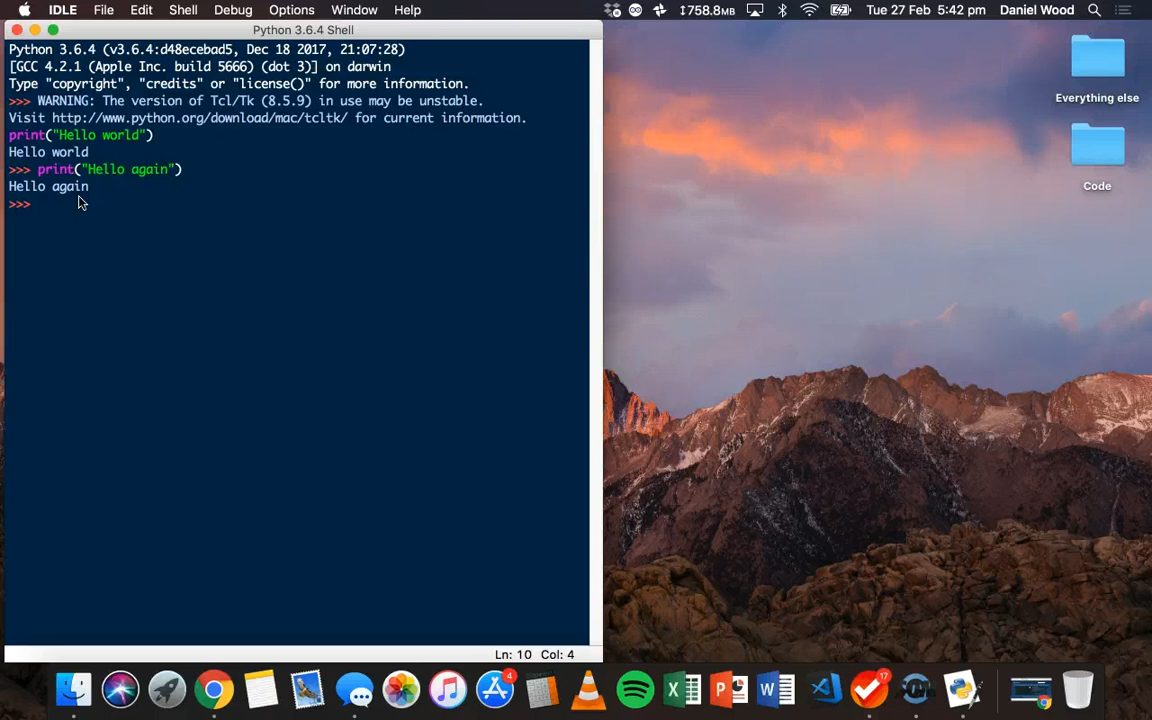 IDLE File Edit Shell Debug Options Window Help 758.8MB Tue 27 Feb 5:42 pm Daniel Wood
Python 3.6.4 Shell
Python 3.6.4 (v3.6.4:d48ecebad5, Dec 18 2017, 21:07:28)
[GCC 4.2.1 (Apple Inc. build 5666) (dot 3)] on darwin
Type "copyright", "credits" or "license()" for more information.
>>> WARNING: The version of Tcl/Tk (8.5.9) in use may be unstable.
Visit http://www.python.org/download/mac/tcltk/ for current information.
print("Hello world")
Hello world
>>> print("Hello again")
Hello again
>>>
Everything else
Code
Ln: 10 Col: 4
4
17